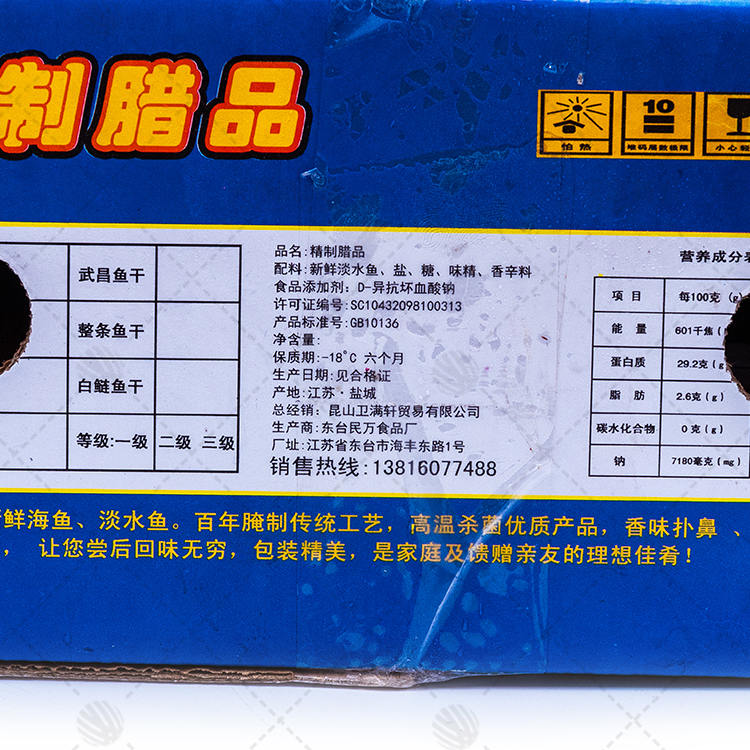 制腊品
10
怕热
堆码层数极限
小心轻
武昌鱼干
整条鱼干
白鲢鱼干
等级:一级 二级 三级
品名:精制腊品
配料:新鲜淡水鱼、盐、糖、味精、香辛料
食品添加剂:D-异抗坏血酸钠
许可证编号:SC10432098100313
产品标准号:GB10136
净含量:
保质期:-18°C 六个月
生产日期:见合格证
产地:江苏·盐城
总经销:昆山卫满轩贸易有限公司
生产商:东台民万食品厂
厂址:江苏省东台市海丰东路1号
销售热线:13816077488
营养成分表
项目 每100克(g)
能量 601千焦
蛋白质 29.2克(g)
脂肪 2.6克(g)
碳水化合物 0克(g)
钠 7180毫克(mg)
鲜海鱼、淡水鱼。百年腌制传统工艺,高温杀菌优质产品,香味扑鼻、
,让您尝后回味无穷,包装精美,是家庭及馈赠亲友的理想佳肴!